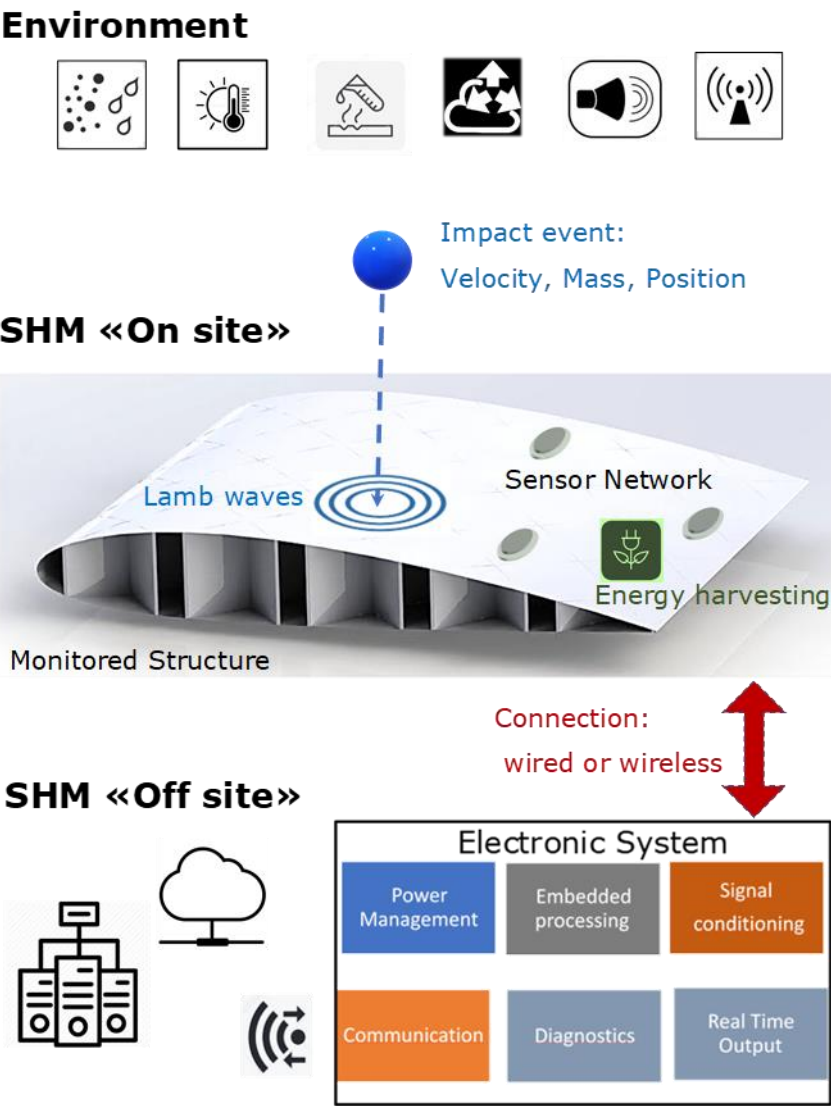 Environment
Impact event:
Velocity, Mass, Position
SHM «On site»
Sensor Network
Lamb waves
Energy harvesting
Monitored Structure
Connection:
wired or wireless
SHM «Off site»
Electronic System
Power
Management
Embedded
processing
Signal
conditioning
Communication
Diagnostics
Real Time
Output